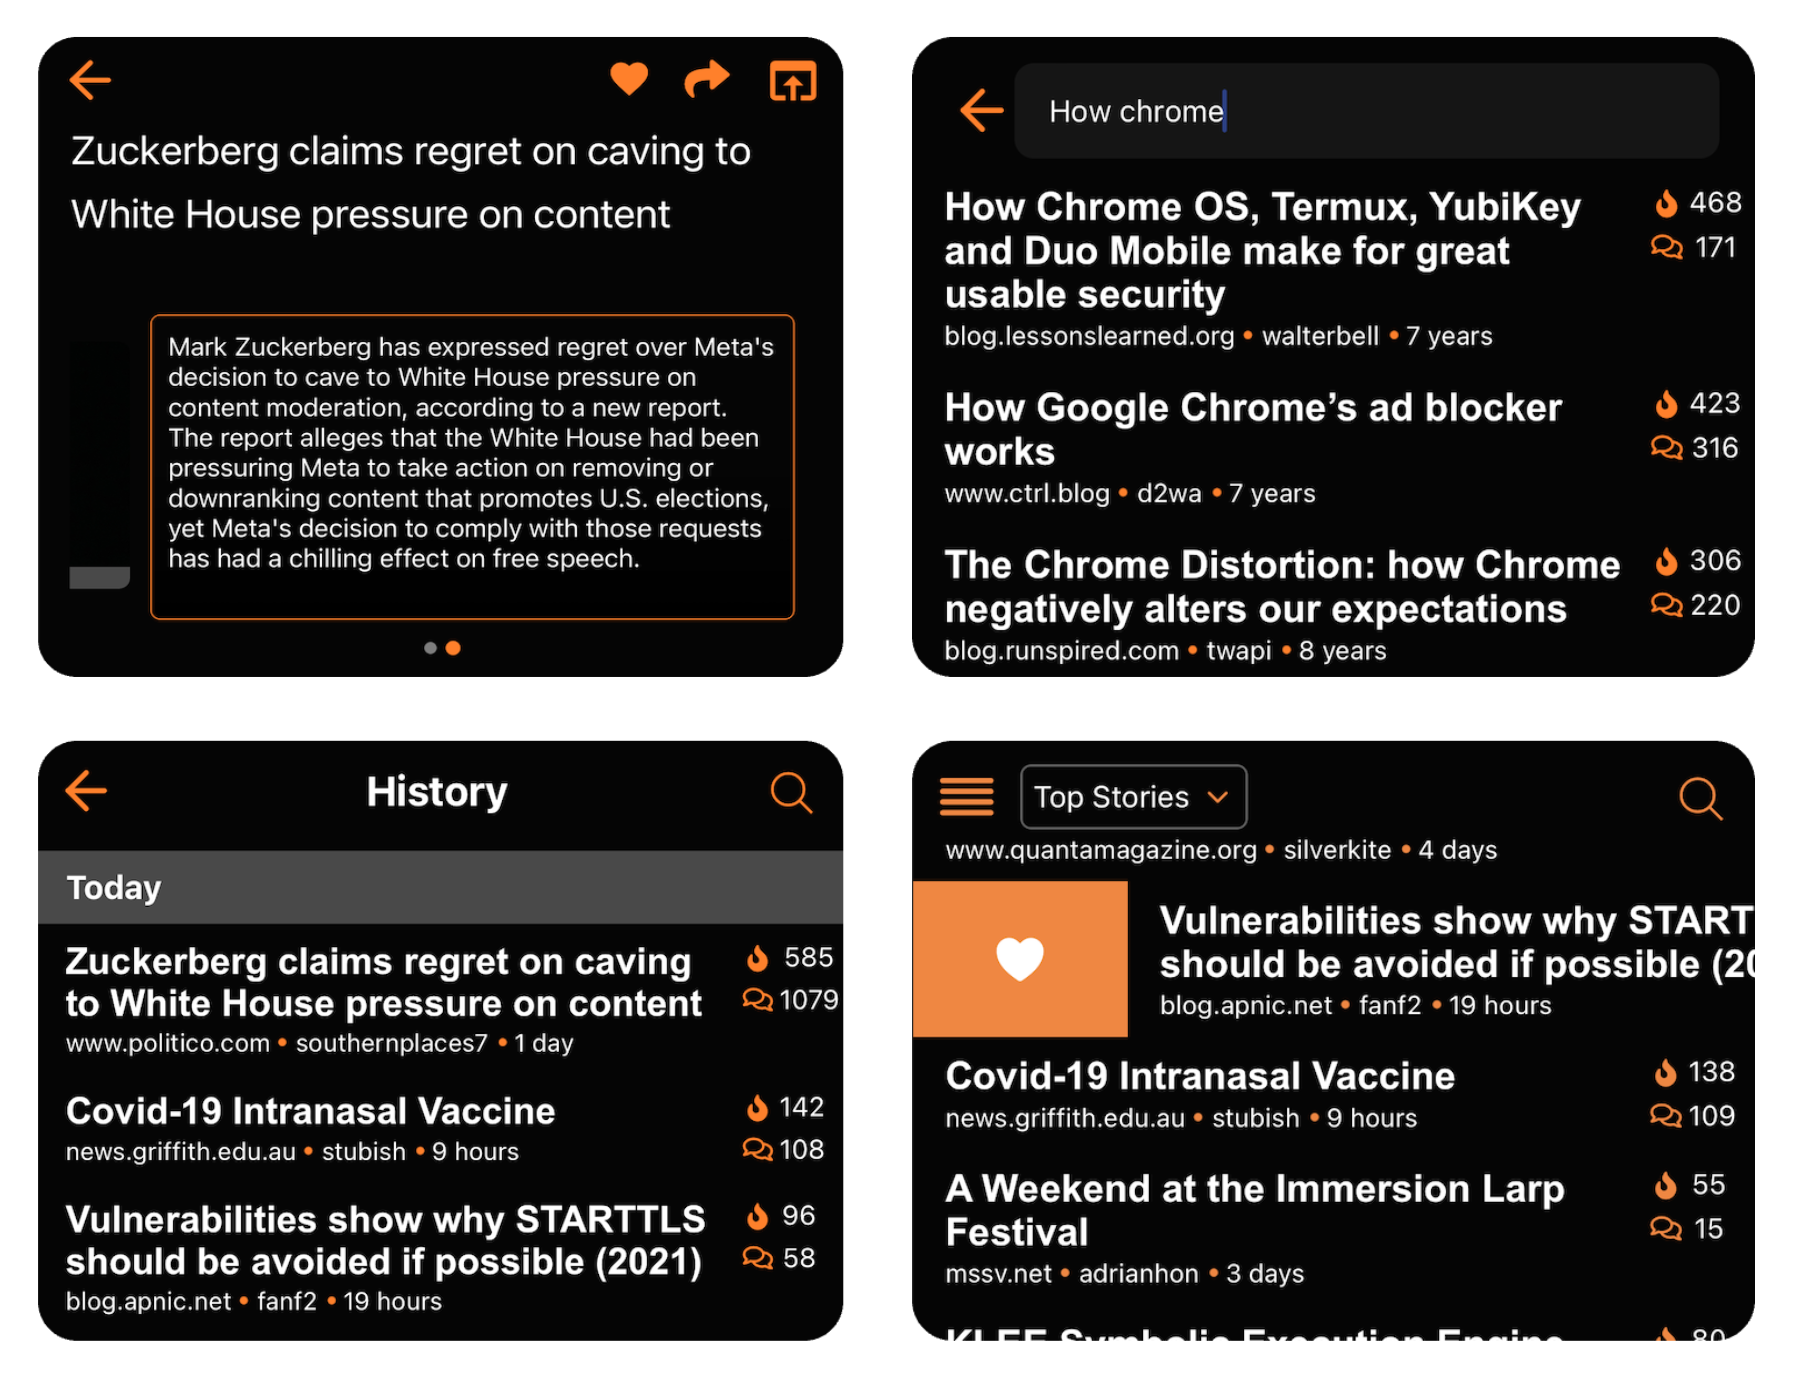 Zuckerberg claims regret on caving to
White House pressure on content
Mark Zuckerberg has expressed regret over Meta's
decision to cave to White House pressure on
content moderation, according to a new report.
The report alleges that the White House had been
pressuring Meta to take action on removing or
downranking content that promotes U.S. elections,
yet Meta's decision to comply with those requests
has had a chilling effect on free speech.
How chrome
How Chrome OS, Termux, YubiKey
and Duo Mobile make for great
usable security
468
171
blog.lessonslearned.org • walterbell • 7 years
How Google Chrome’s ad blocker
works
423
316
www.ctrl.blog • d2wa • 7 years
The Chrome Distortion: how Chrome
negatively alters our expectations
306
220
blog.runspired.com • twapi • 8 years
History
Today
Zuckerberg claims regret on caving
to White House pressure on content
585
1079
www.politico.com • southernplaces7 • 1 day
Covid-19 Intranasal Vaccine
142
108
news.griffith.edu.au • stubish • 9 hours
Vulnerabilities show why STARTTLS
should be avoided if possible (2021)
96
58
blog.apnic.net • fanf2 • 19 hours
Top Stories
www.quantamagazine.org • silverkite • 4 days
Vulnerabilities show why START
should be avoided if possible (20
blog.apnic.net • fanf2 • 19 hours
Covid-19 Intranasal Vaccine
138
109
news.griffith.edu.au • stubish • 9 hours
A Weekend at the Immersion Larp
Festival
55
15
mssv.net • adrianhon • 3 days
KLEE Symbolic Execution Engine
80